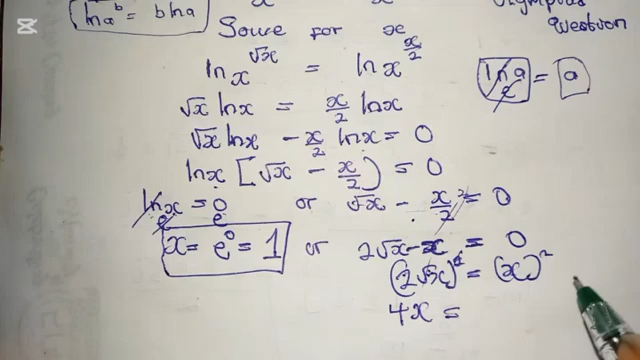 ln a^b = b ln a
Olympiad
Question
Solve for x
ln x^√x = ln x^(x/2)
e^(ln a) = a
√x ln x = x/2 ln x
√x ln x - x/2 ln x = 0
ln x [√x - x/2) = 0
e^(ln x) = e^0 or √x - x/2 = 0
x = e^0 = 1 or 2√x - x = 0
(2√x)^2 = (x)^2
4x =